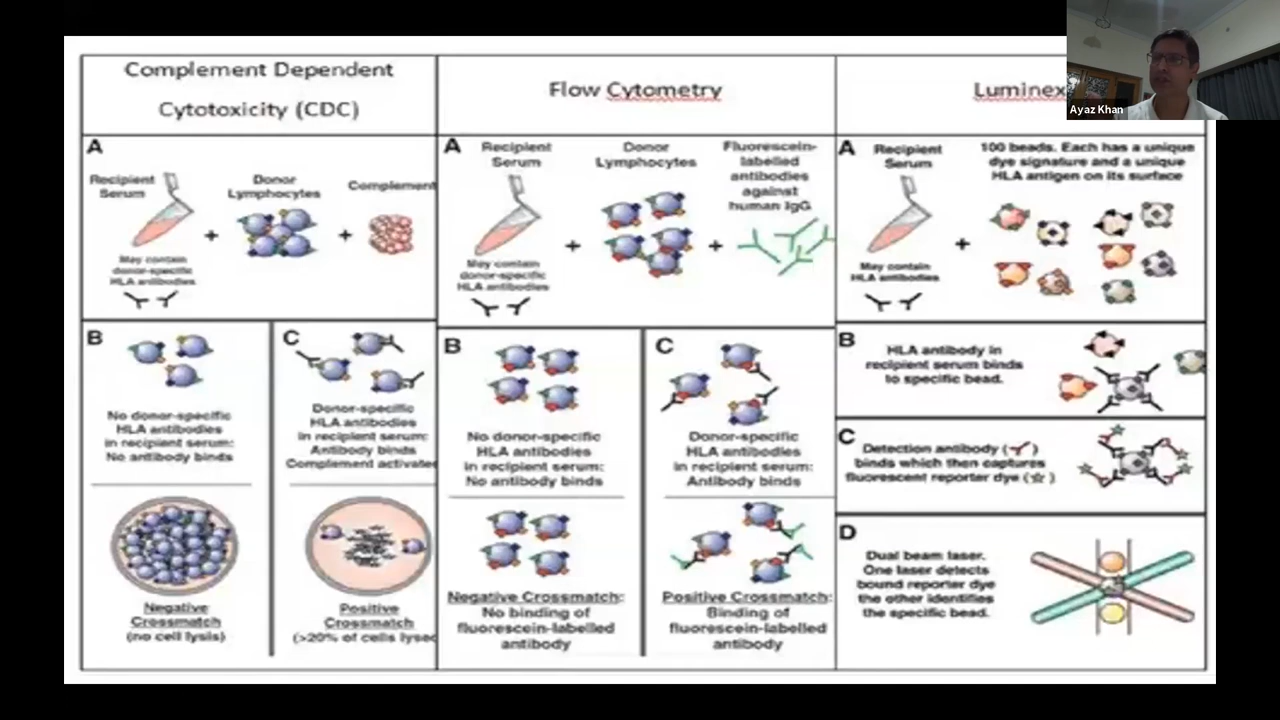 Complement Dependent
Cytotoxicity (CDC)
A
Recipient
Serum
Donor
Lymphocytes
Complement
+
+
May contain
donor-specific
HLA antibodies
B
No donor-specific
HLA antibodies
in recipient serum:
No antibody binds
Negative
Crossmatch
(no cell lysis)
C
Donor-specific
HLA antibodies
in recipient serum:
Antibody binds
Complement activated
Positive
Crossmatch
(>20% of cells lysed
Flow Cytometry
A
Recipient
Serum
Donor
Lymphocytes
Fluorescein-
labelled
antibodies
against
human IgG
+
+
May contain
donor-specific
HLA antibodies
B
No donor-specific
HLA antibodies
in recipient serum:
No antibody binds
Negative Crossmatch:
No binding of
fluorescein-labelled
antibody
C
Donor-specific
HLA antibodies
in recipient serum:
Antibody binds
Positive Crossmatch:
Binding of
fluorescein-labelled
antibody
Luminex
A
Recipient
Serum
100 beads. Each has a unique
dye signature and a unique
HLA antigen on its surface
+
May contain
HLA antibodies
B
HLA antibody in
recipient serum binds
to specific bead.
C
Detection antibody ( )
binds which then captures
fluorescent reporter dye ( )
D
Dual beam laser.
One laser detects
bound reporter dye
the other identifies
the specific bead.
Ayaz Khan